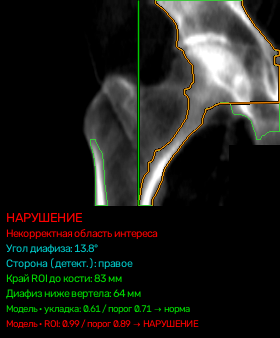 НАРУШЕНИЕ
Некорректная область интереса
Угол диафиза: 13.8°
Сторона (детект.): правое
Край ROI до кости: 83 мм
Диафиз ниже вертела: 64 мм
Модель · укладка: 0.61 / порог 0.71 → норма
Модель · ROI: 0.99 / порог 0.89 → НАРУШЕНИЕ